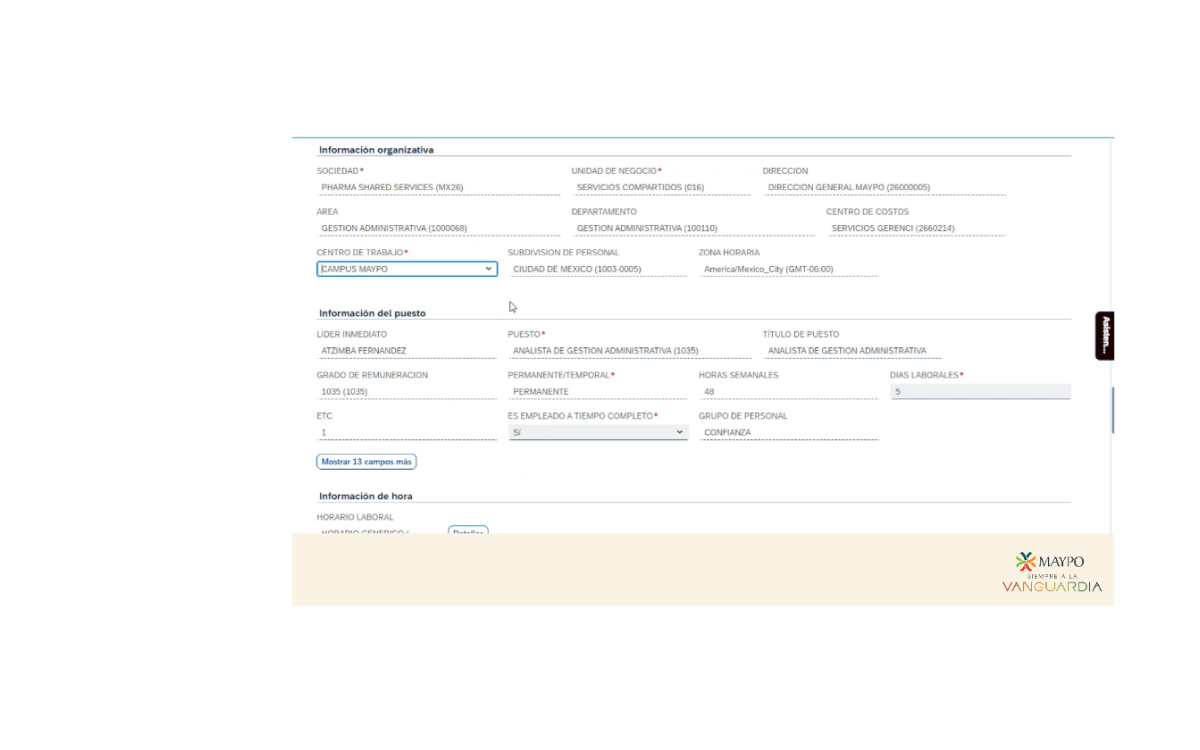 Información organizativa
SOCIEDAD* UNIDAD DE NEGOCIO* DIRECCION
PHARMA SHARED SERVICES (MX26) SERVICIOS COMPARTIDOS (016) DIRECCION GENERAL MAYPO (26000005)
AREA DEPARTAMENTO CENTRO DE COSTOS
GESTION ADMINISTRATIVA (1000068) GESTION ADMINISTRATIVA (100110) SERVICIOS GERENCI (2660214)
CENTRO DE TRABAJO* SUBDIVISION DE PERSONAL ZONA HORARIA
CAMPUS MAYPO CIUDAD DE MEXICO (1003-0005) America/Mexico_City (GMT-06:00)
Información del puesto
Asisten...
LIDER INMEDIATO PUESTO* TÍTULO DE PUESTO
ATZIMBA FERNANDEZ ANALISTA DE GESTION ADMINISTRATIVA (1035) ANALISTA DE GESTION ADMINISTRATIVA
GRADO DE REMUNERACION PERMANENTE/TEMPORAL* HORAS SEMANALES DIAS LABORALES*
1035 (1035) PERMANENTE 48 5
ETC ES EMPLEADO A TIEMPO COMPLETO* GRUPO DE PERSONAL
1 Sí CONFIANZA
Mostrar 13 campos más
Información de hora
HORARIO LABORAL
HORARIO GENERICO ( Detalles
MAYPO
SIEMPRE A LA
VANGUARDIA